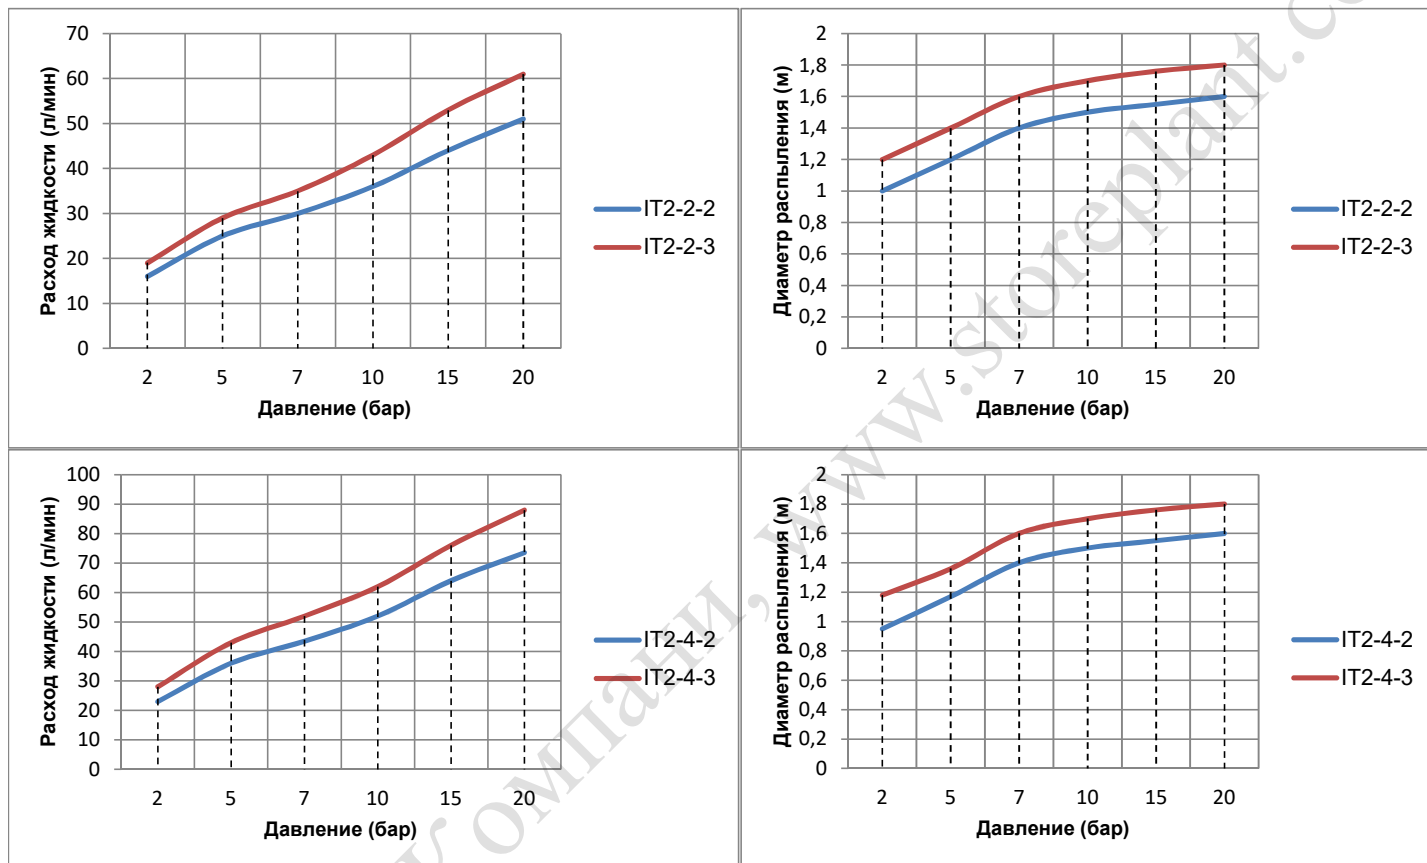 Расход жидкости (л/мин)
70
60
50
40
30
20
10
0
2 5 7 10 15 20
Давление (бар)
IT2-2-2
IT2-2-3
Диаметр распыления (м)
2
1,8
1,6
1,4
1,2
1
0,8
0,6
0,4
0,2
0
2 5 7 10 15 20
Давление (бар)
IT2-2-2
IT2-2-3
Расход жидкости (л/мин)
100
90
80
70
60
50
40
30
20
10
0
2 5 7 10 15 20
Давление (бар)
IT2-4-2
IT2-4-3
Диаметр распыления (м)
2
1,8
1,6
1,4
1,2
1
0,8
0,6
0,4
0,2
0
2 5 7 10 15 20
Давление (бар)
IT2-4-2
IT2-4-3
Компани, www.storeplant.co